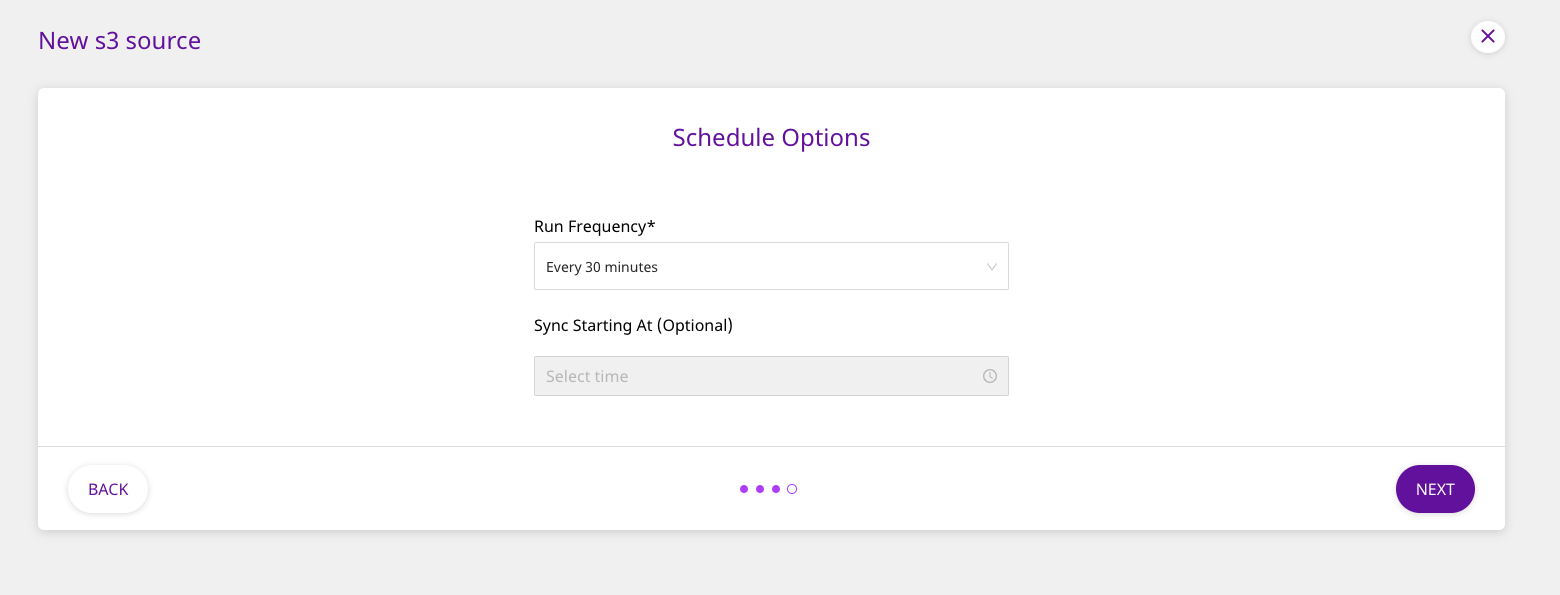 New s3 source
Schedule Options
Run Frequency*
Every 30 minutes
Sync Starting At (Optional)
Select time
BACK
NEXT